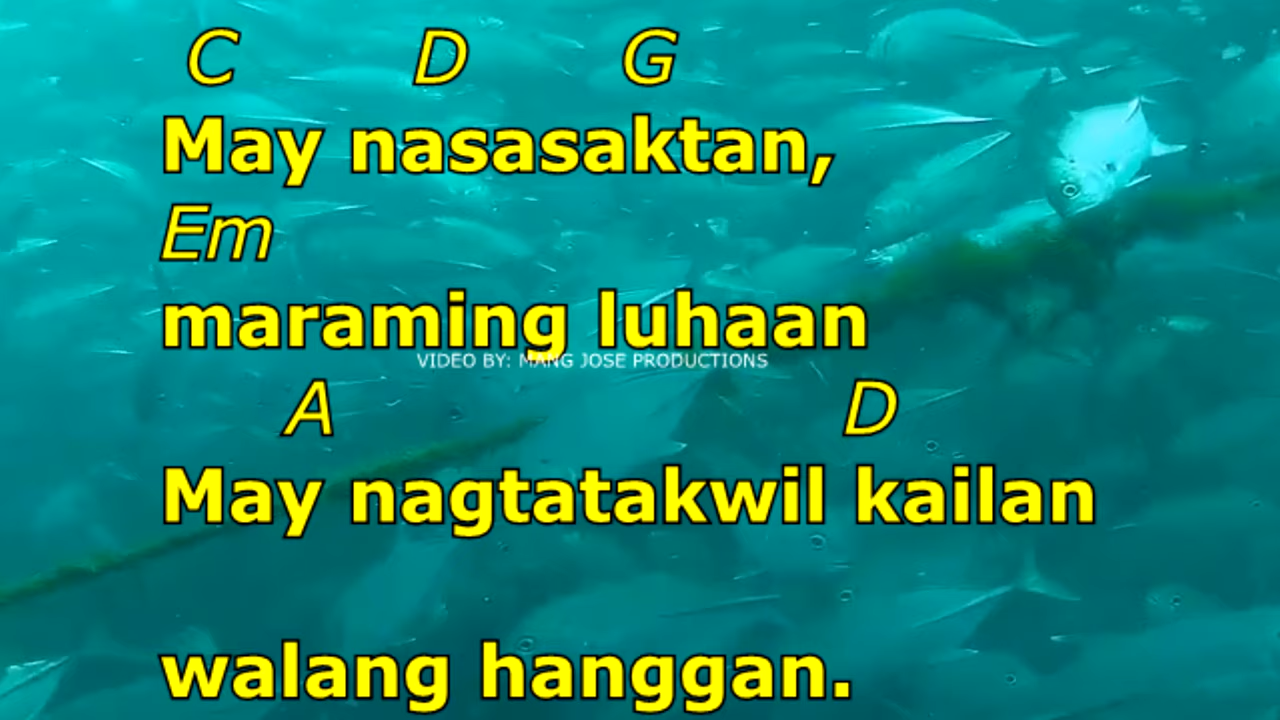 C D G
May nasasaktan,
Em
maraming luhaan
VIDEO BY: MANG JOSE PRODUCTIONS
A D
May nagtatakwil kailan
walang hanggan.